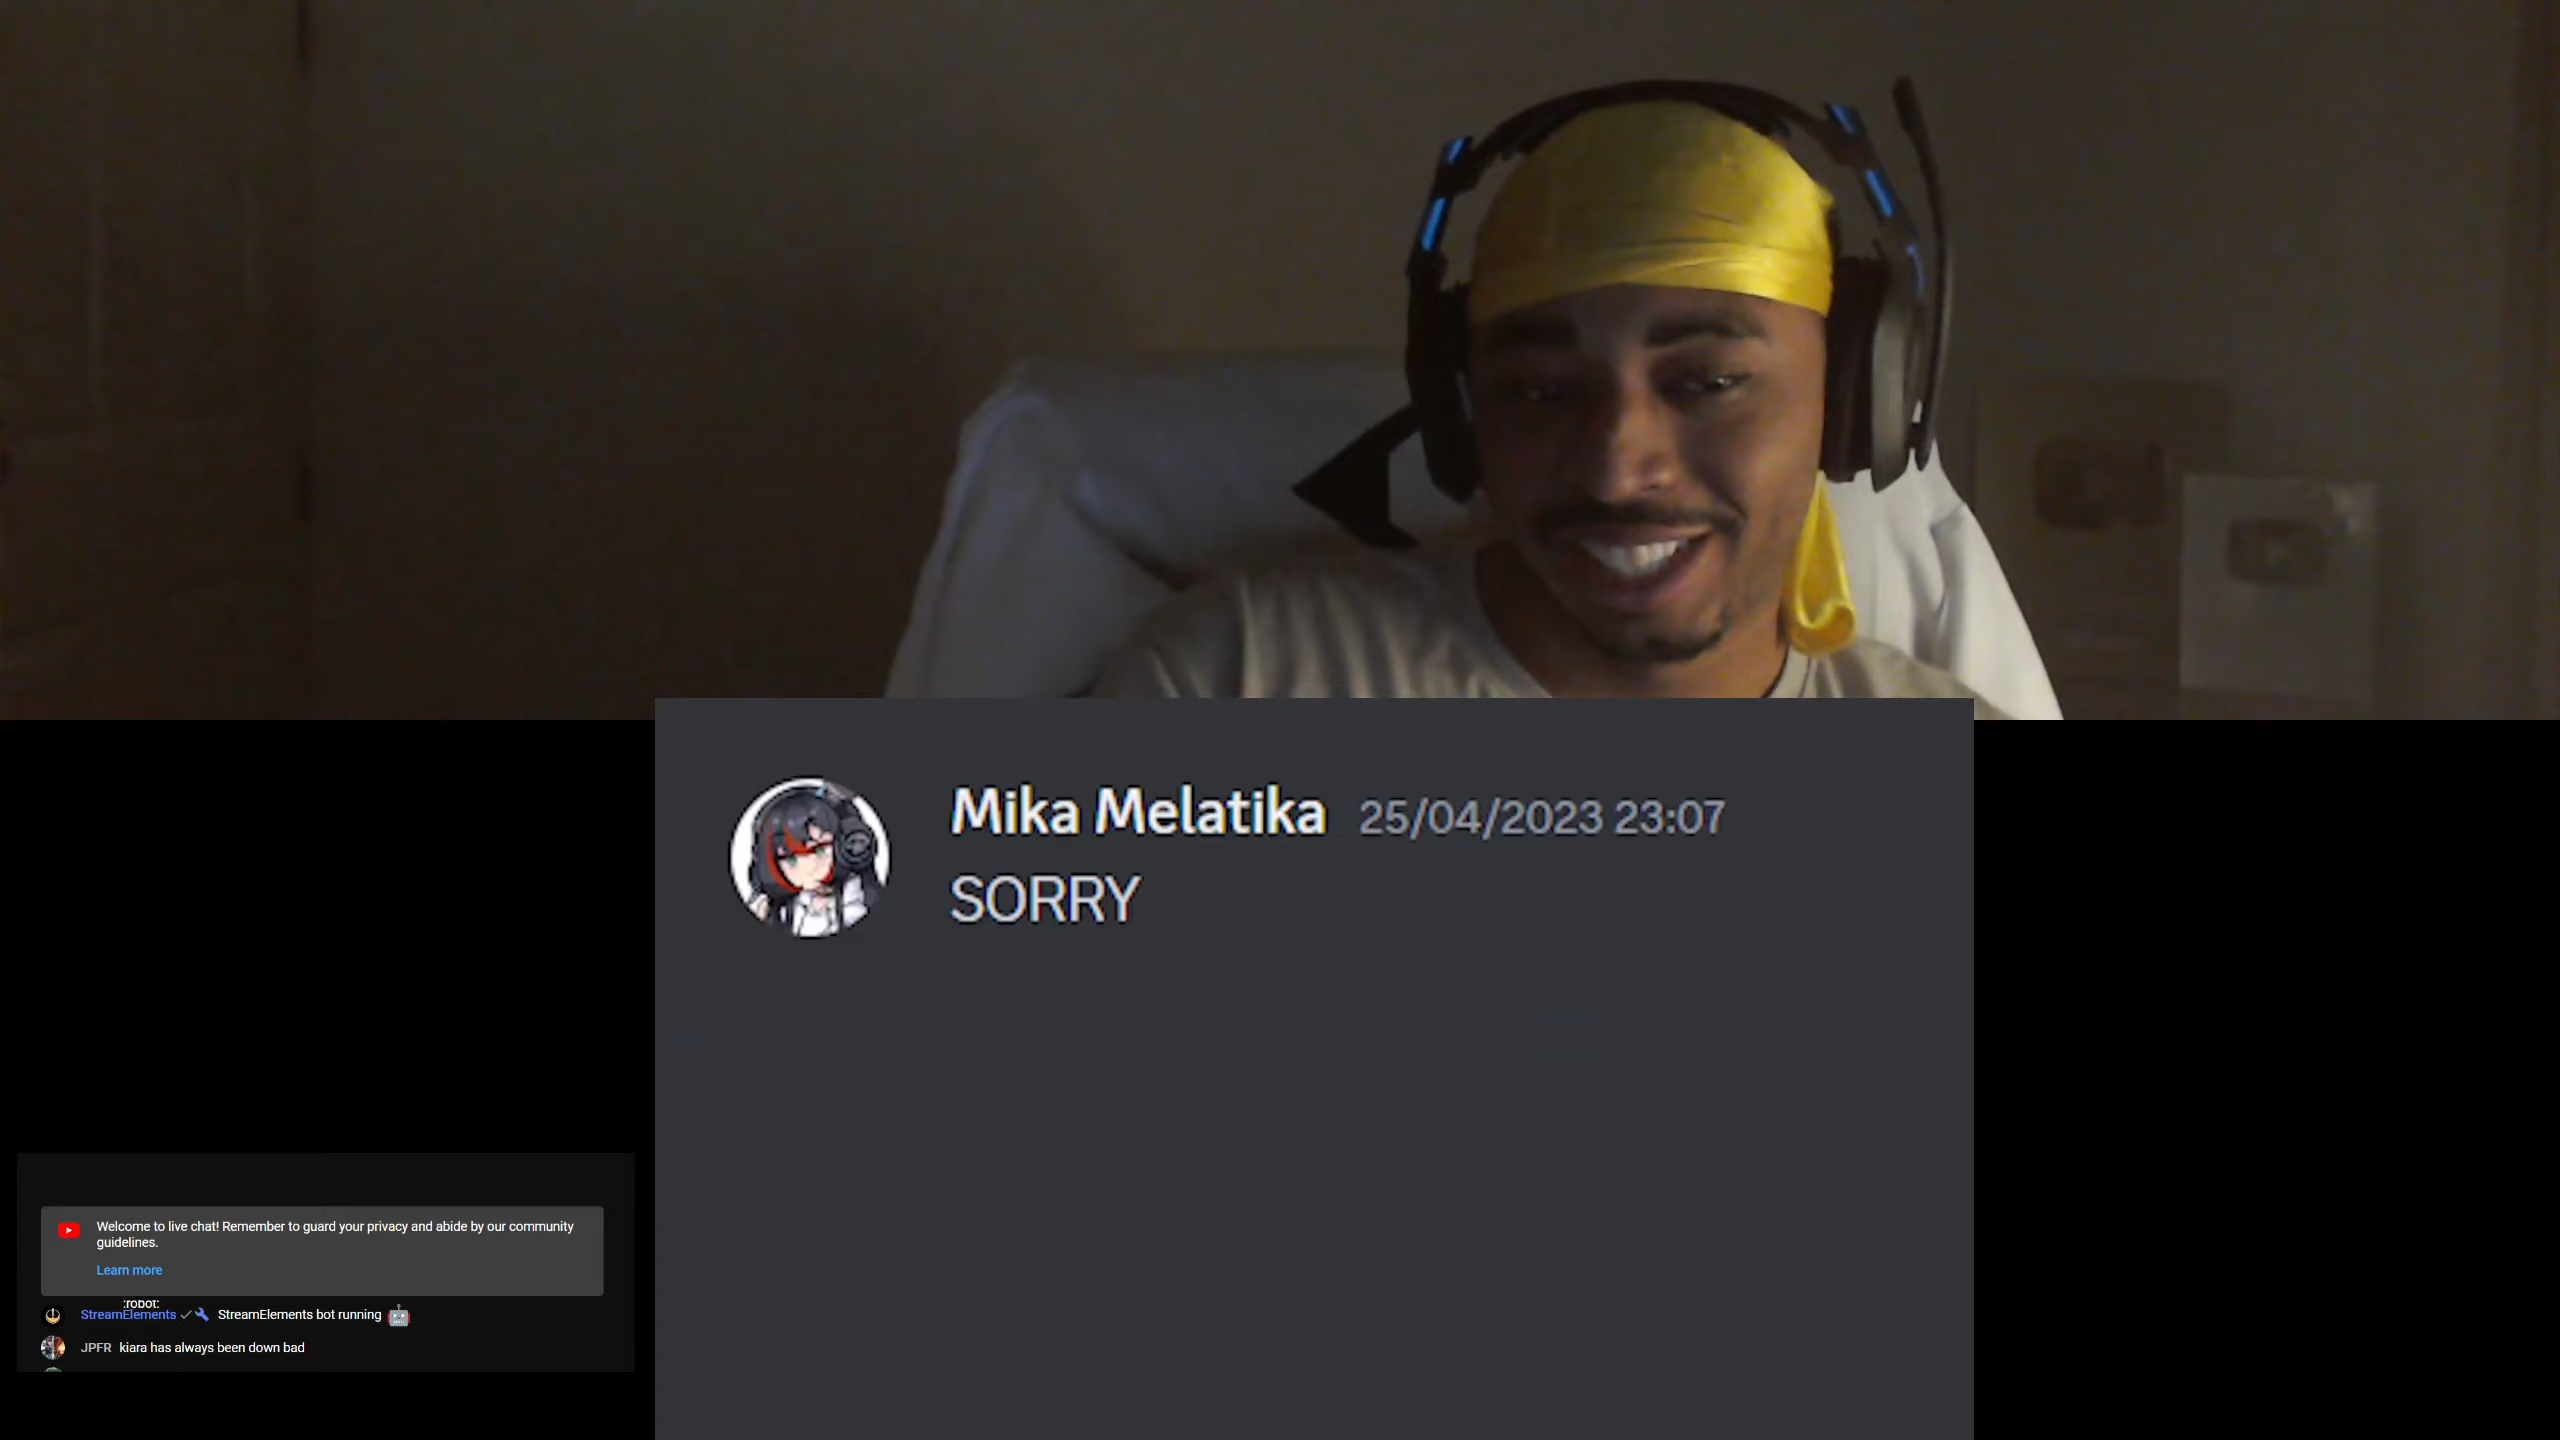 Mika Melatika 25/04/2023 23:07
SORRY
Welcome to live chat! Remember to guard your privacy and abide by our community
guidelines.
Learn more
:robot:
StreamElements StreamElements bot running 🤖
JPFR kiara has always been down bad